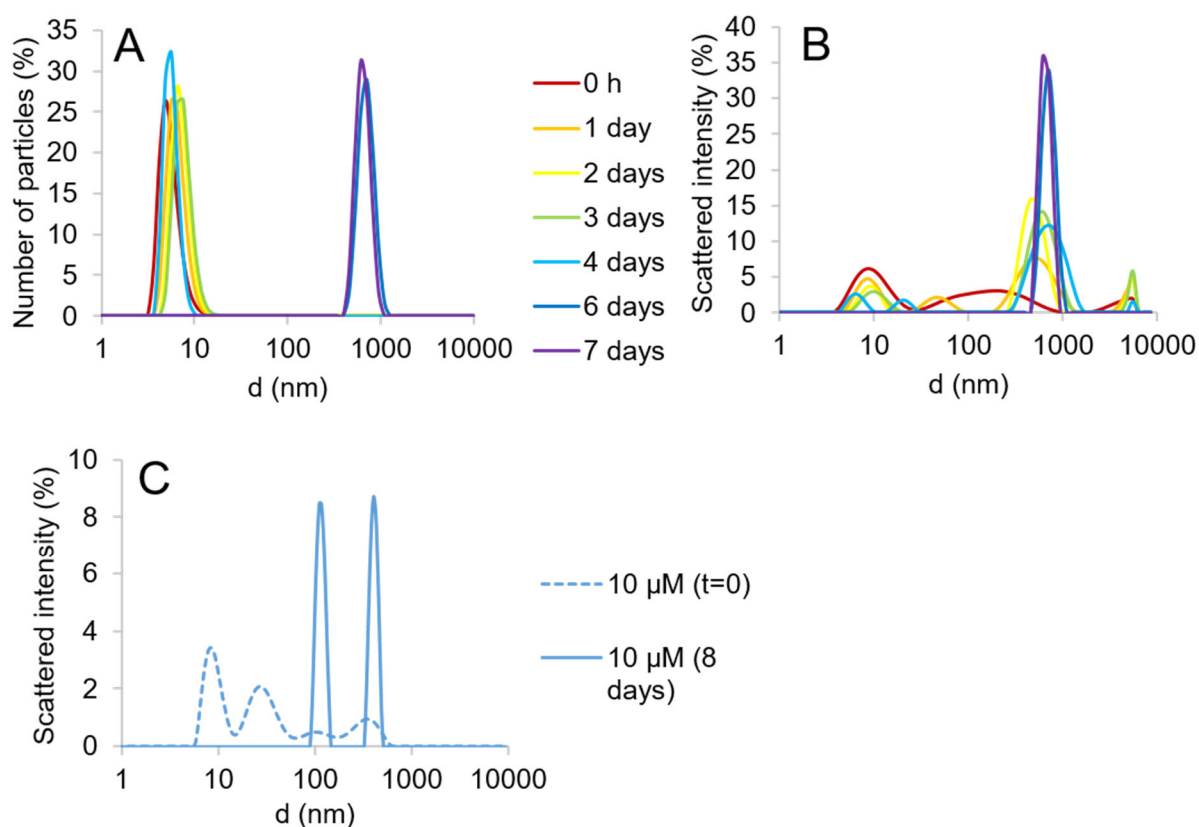 A
Number of particles (%)
35
30
25
20
15
10
5
0
1 10 100 1000 10000
d (nm)
0 h
1 day
2 days
3 days
4 days
6 days
7 days
B
Scattered intensity (%)
40
35
30
25
20
15
10
5
0
1 10 100 1000 10000
d (nm)
C
Scattered intensity (%)
10
8
6
4
2
0
1 10 100 1000 10000
d (nm)
10 µM (t=0)
10 µM (8
days)